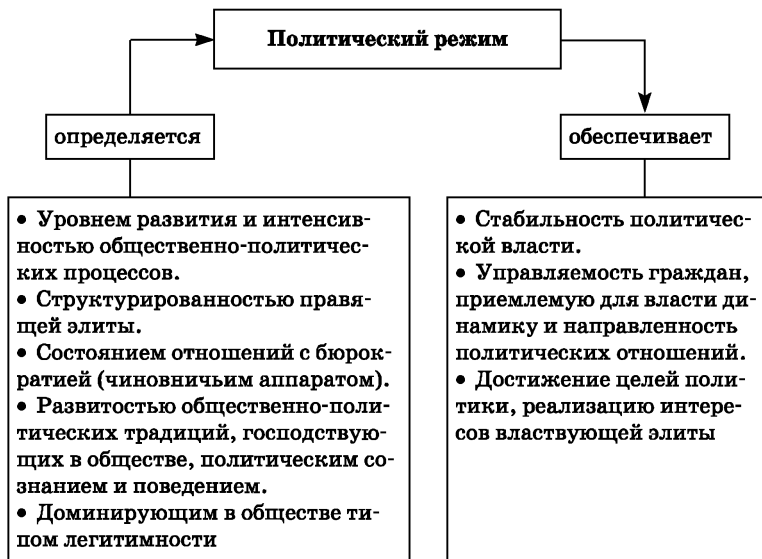 Политический режим
определяется
обеспечивает
• Уровнем развития и интенсив-
ностью общественно-политичес-
ких процессов.
• Структурированностью правя-
щей элиты.
• Состоянием отношений с бюрок-
ратией (чиновничьим аппаратом).
• Развитостью общественно-поли-
тических традиций, господствую-
щих в обществе, политическим со-
знанием и поведением.
• Доминирующим в обществе ти-
пом легитимности
• Стабильность политичес-
кой власти.
• Управляемость граждан,
приемлемую для власти ди-
намику и направленность
политических отношений.
• Достижение целей поли-
тики, реализацию интере-
сов властвующей элиты